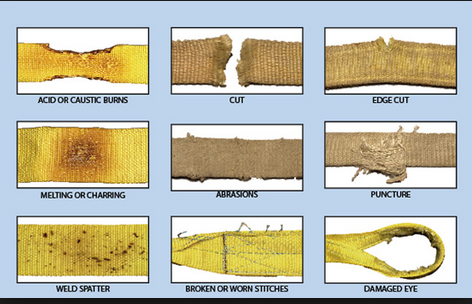 ACID OR CAUSTIC BURNS
CUT
EDGE CUT
MELTING OR CHARRING
ABRASIONS
PUNCTURE
WELD SPATTER
BROKEN OR WORN STITCHES
DAMAGED EYE